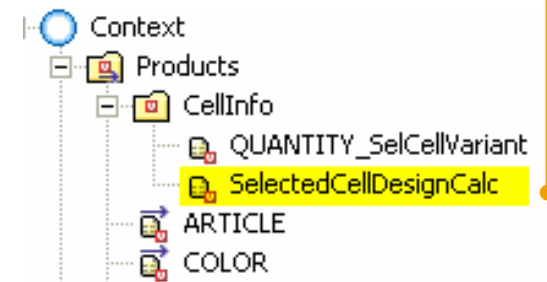 Context
Products
CellInfo
QUANTITY_SelCellVariant
SelectedCellDesignCalc
ARTICLE
COLOR